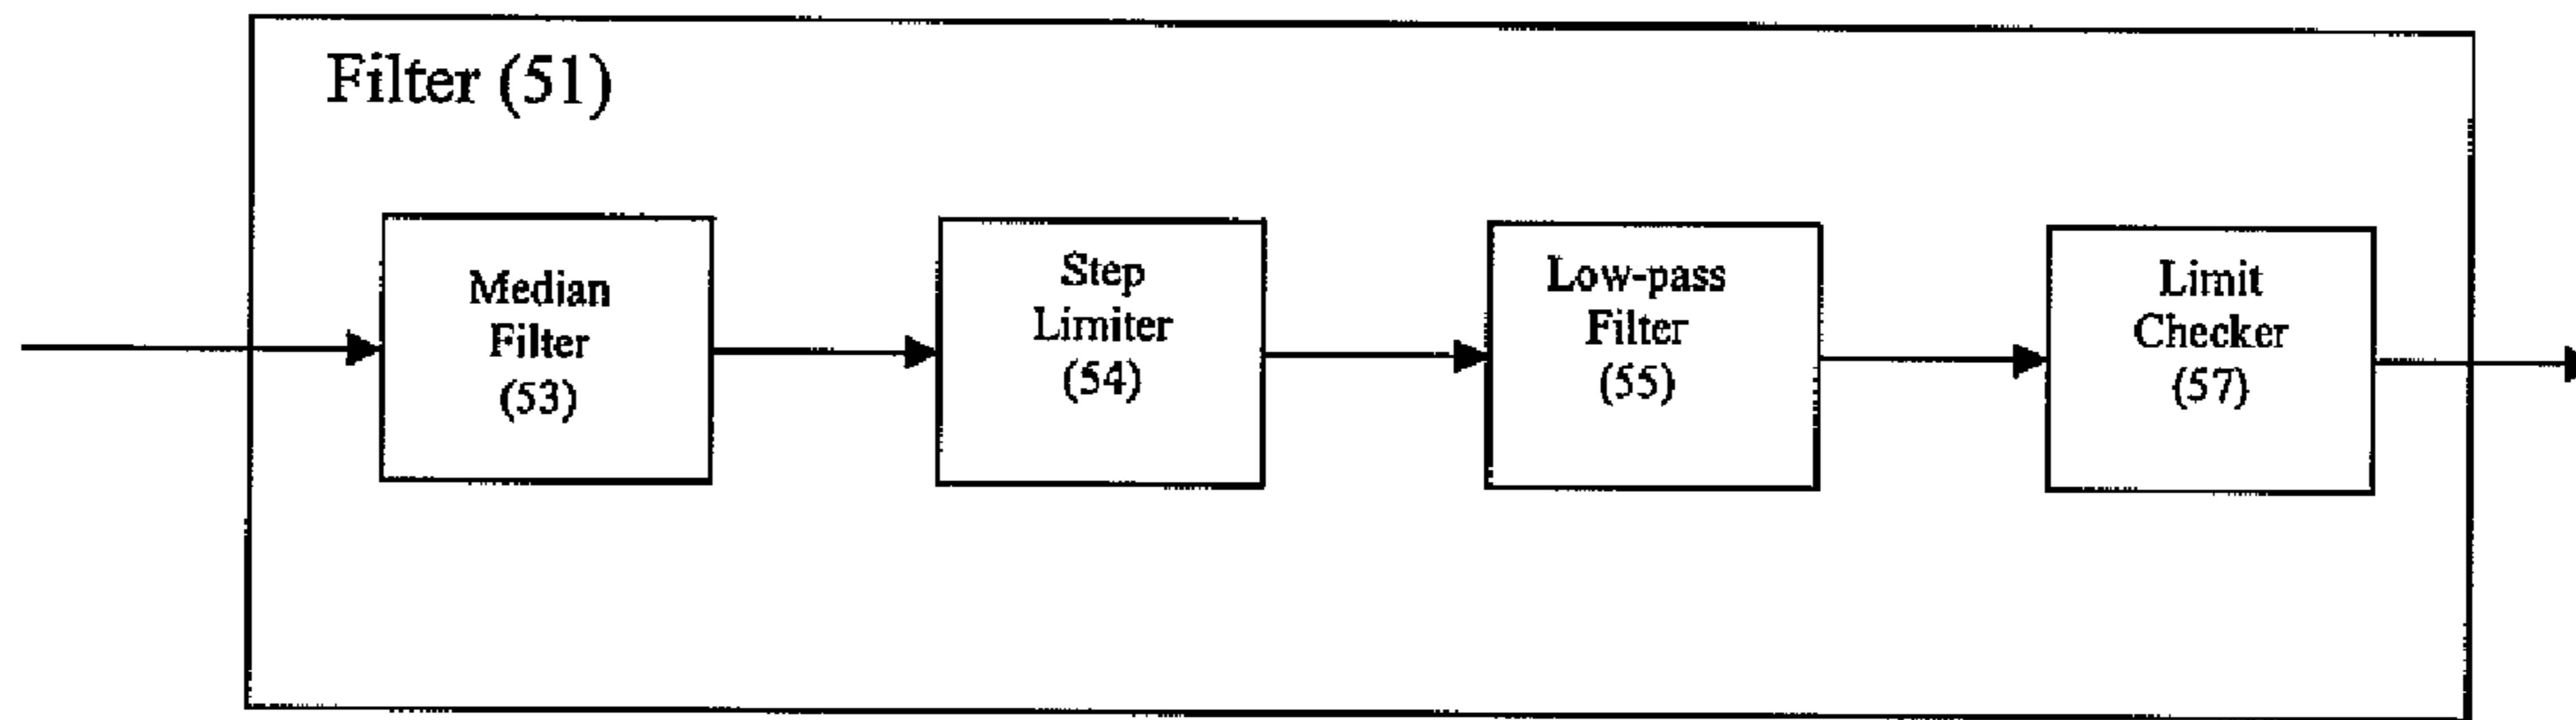 Filter (51)
Median
Filter
(53)
Step
Limiter
(54)
Low-pass
Filter
(55)
Limit
Checker
(57)